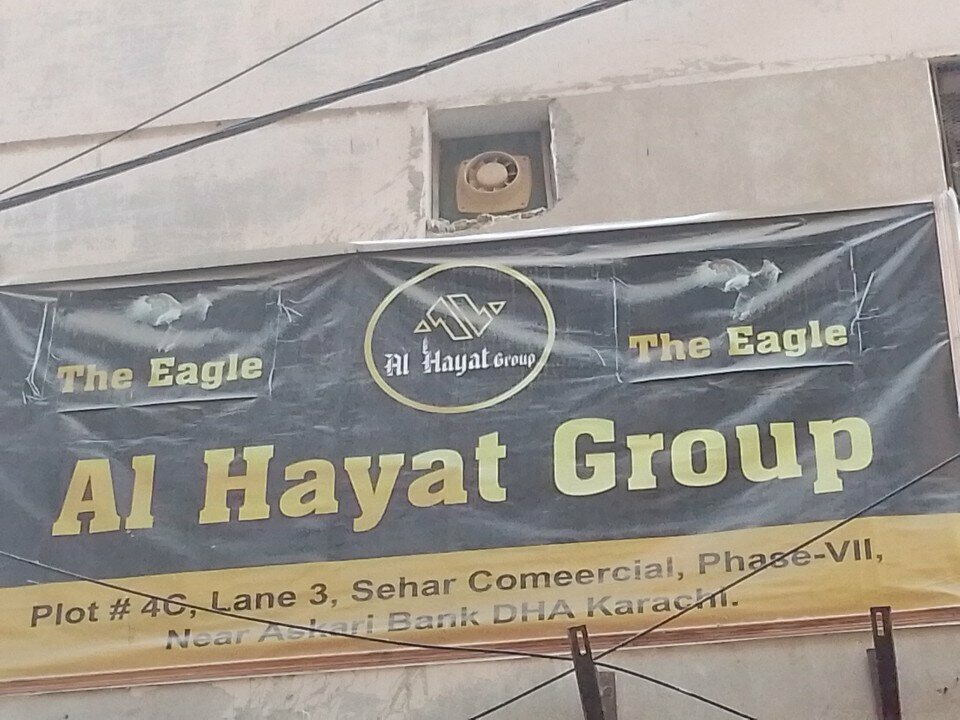 The Eagle
Al Hayat Group
The Eagle
Al Hayat Group
Plot # 4C, Lane 3, Sehar Comeercial, Phase-VII,
Near Askari Bank DHA Karachi.